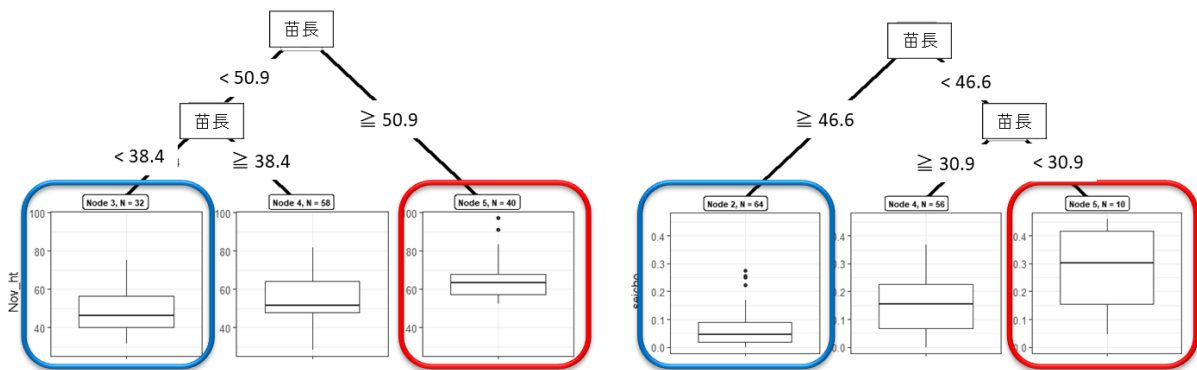 苗長
< 50.9
≧ 50.9
苗長
< 38.4
≧ 38.4
Node 3, N = 32
Node 4, N = 58
Node 5, N = 40
Nov_ht
100
80
60
40
100
80
60
40
100
80
60
40
苗長
< 46.6
≧ 46.6
苗長
≧ 30.9
< 30.9
Node 2, N = 64
Node 4, N = 56
Node 5, N = 10
seicho
0.4
0.3
0.2
0.1
0.0
0.4
0.3
0.2
0.1
0.0
0.4
0.3
0.2
0.1
0.0